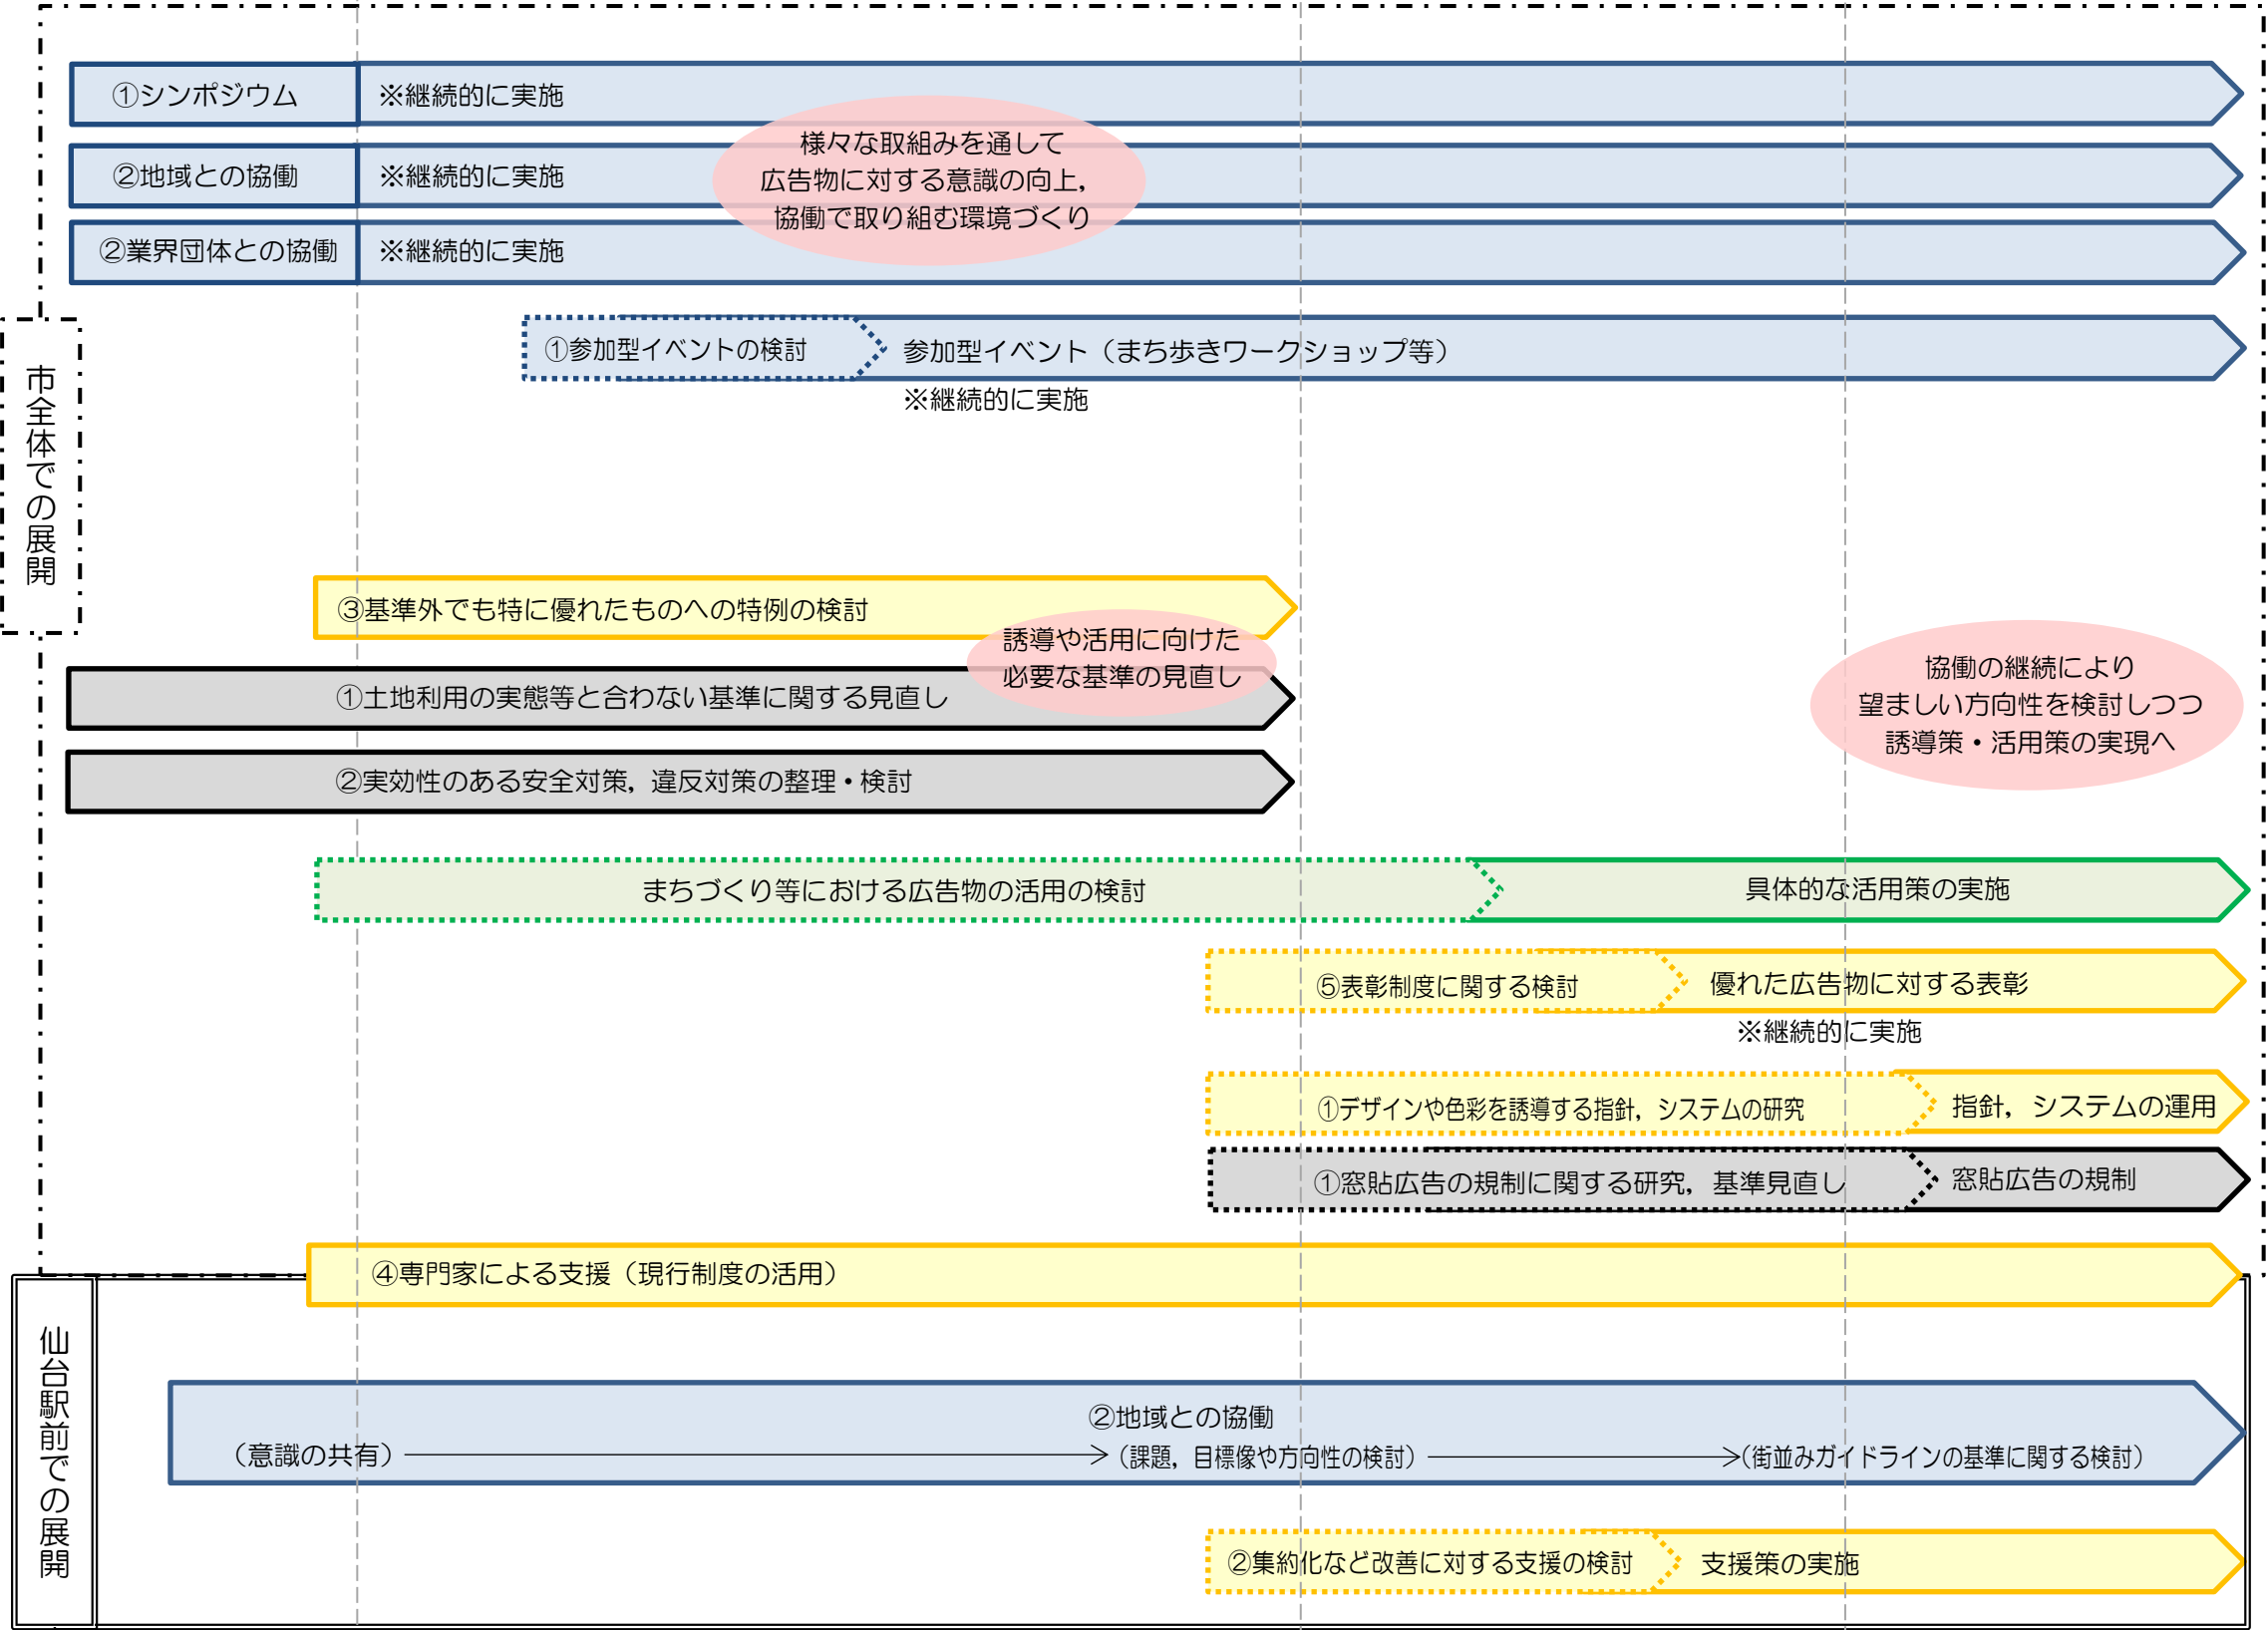 ①シンポジウム
※継続的に実施
②地域との協働
※継続的に実施
②業界団体との協働
※継続的に実施
様々な取組みを通して
広告物に対する意識の向上，
協働で取り組む環境づくり
①参加型イベントの検討
参加型イベント（まち歩きワークショップ等）
※継続的に実施
市全体での展開
③基準外でも特に優れたものへの特例の検討
誘導や活用に向けた
必要な基準の見直し
①土地利用の実態等と合わない基準に関する見直し
②実効性のある安全対策，違反対策の整理・検討
協働の継続により
望ましい方向性を検討しつつ
誘導策・活用策の実現へ
まちづくり等における広告物の活用の検討
具体的な活用策の実施
⑤表彰制度に関する検討
優れた広告物に対する表彰
※継続的に実施
①デザインや色彩を誘導する指針，システムの研究
指針，システムの運用
①窓貼広告の規制に関する研究，基準見直し
窓貼広告の規制
④専門家による支援（現行制度の活用）
仙台駅前での展開
②地域との協働
（意識の共有）
（課題，目標像や方向性の検討）
（街並みガイドラインの基準に関する検討）
②集約化など改善に対する支援の検討
支援策の実施